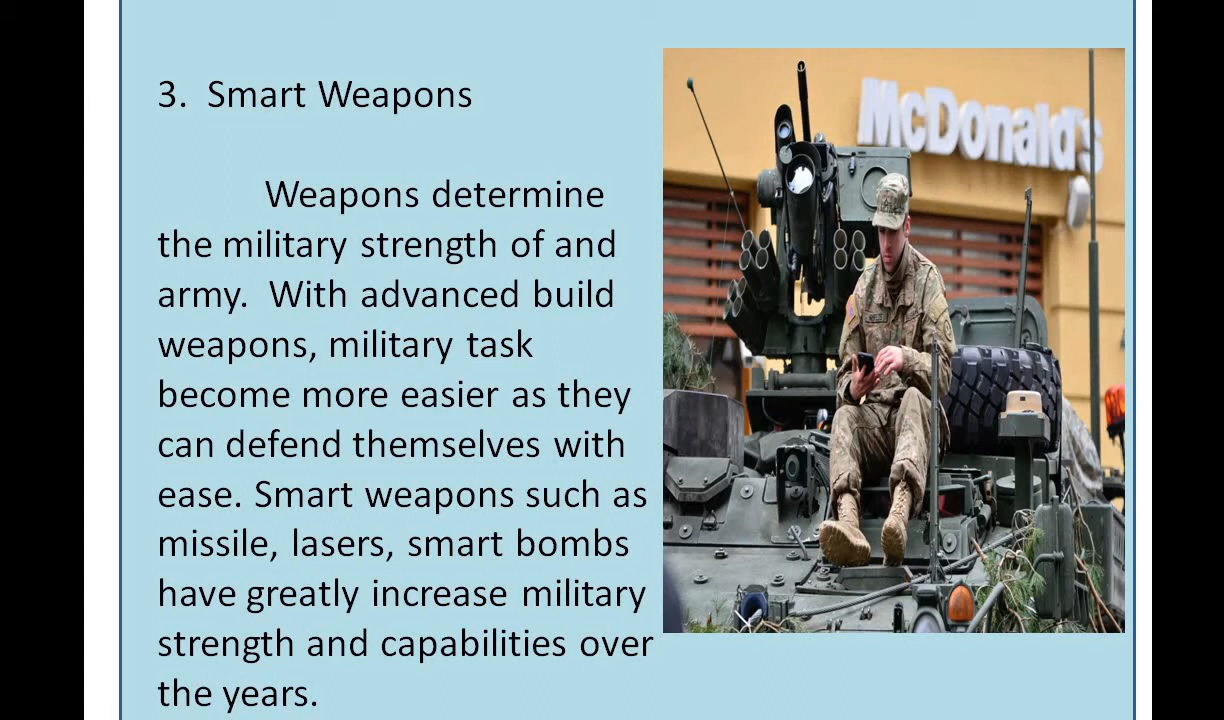 3. Smart Weapons
Weapons determine
the military strength of and
army. With advanced build
weapons, military task
become more easier as they
can defend themselves with
ease. Smart weapons such as
missile, lasers, smart bombs
have greatly increase military
strength and capabilities over
the years.
McDonald's